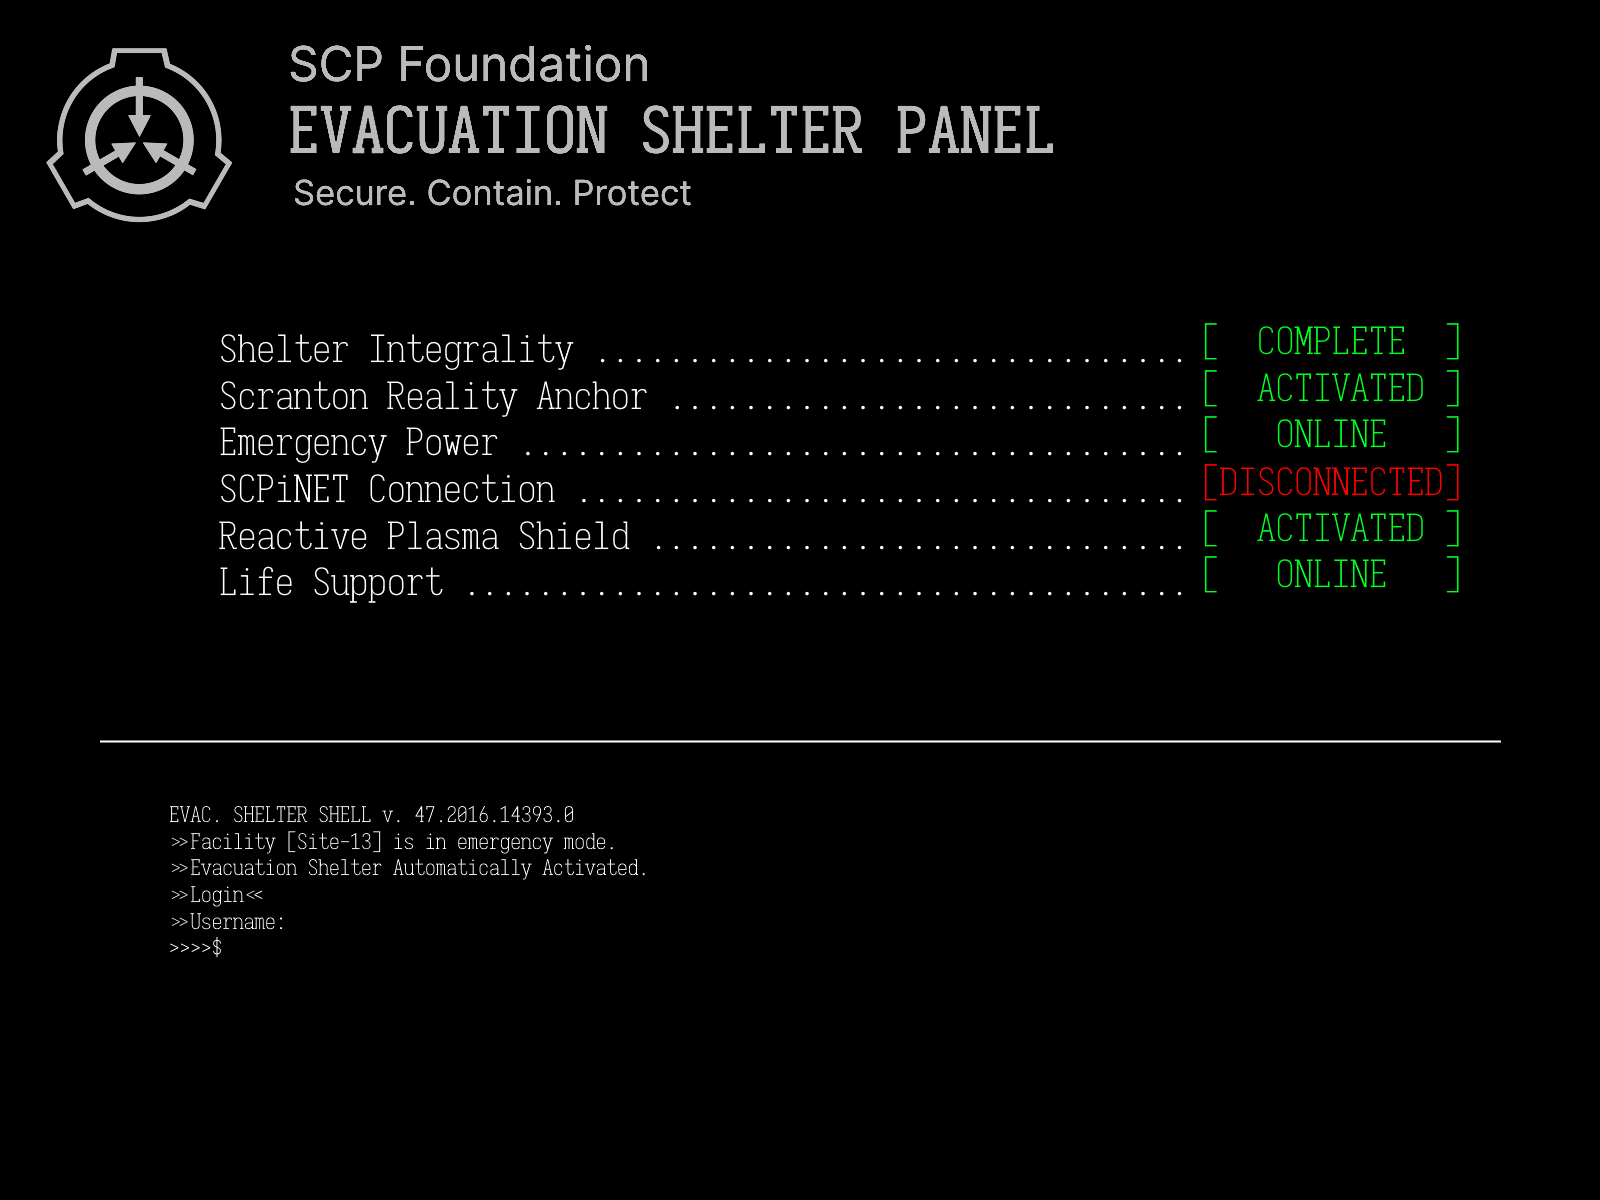 SCP Foundation
EVACUATION SHELTER PANEL
Secure. Contain. Protect
Shelter Integrality ................................ [ COMPLETE ]
Scranton Reality Anchor ............................ [ ACTIVATED ]
Emergency Power .................................... [ ONLINE ]
SCPiNET Connection ................................. [DISCONNECTED]
Reactive Plasma Shield ............................. [ ACTIVATED ]
Life Support ....................................... [ ONLINE ]
EVAC. SHELTER SHELL v. 47.2016.14393.0
>>Facility [Site-13] is in emergency mode.
>>Evacuation Shelter Automatically Activated.
>>Login<<
>>Username:
>>>>$